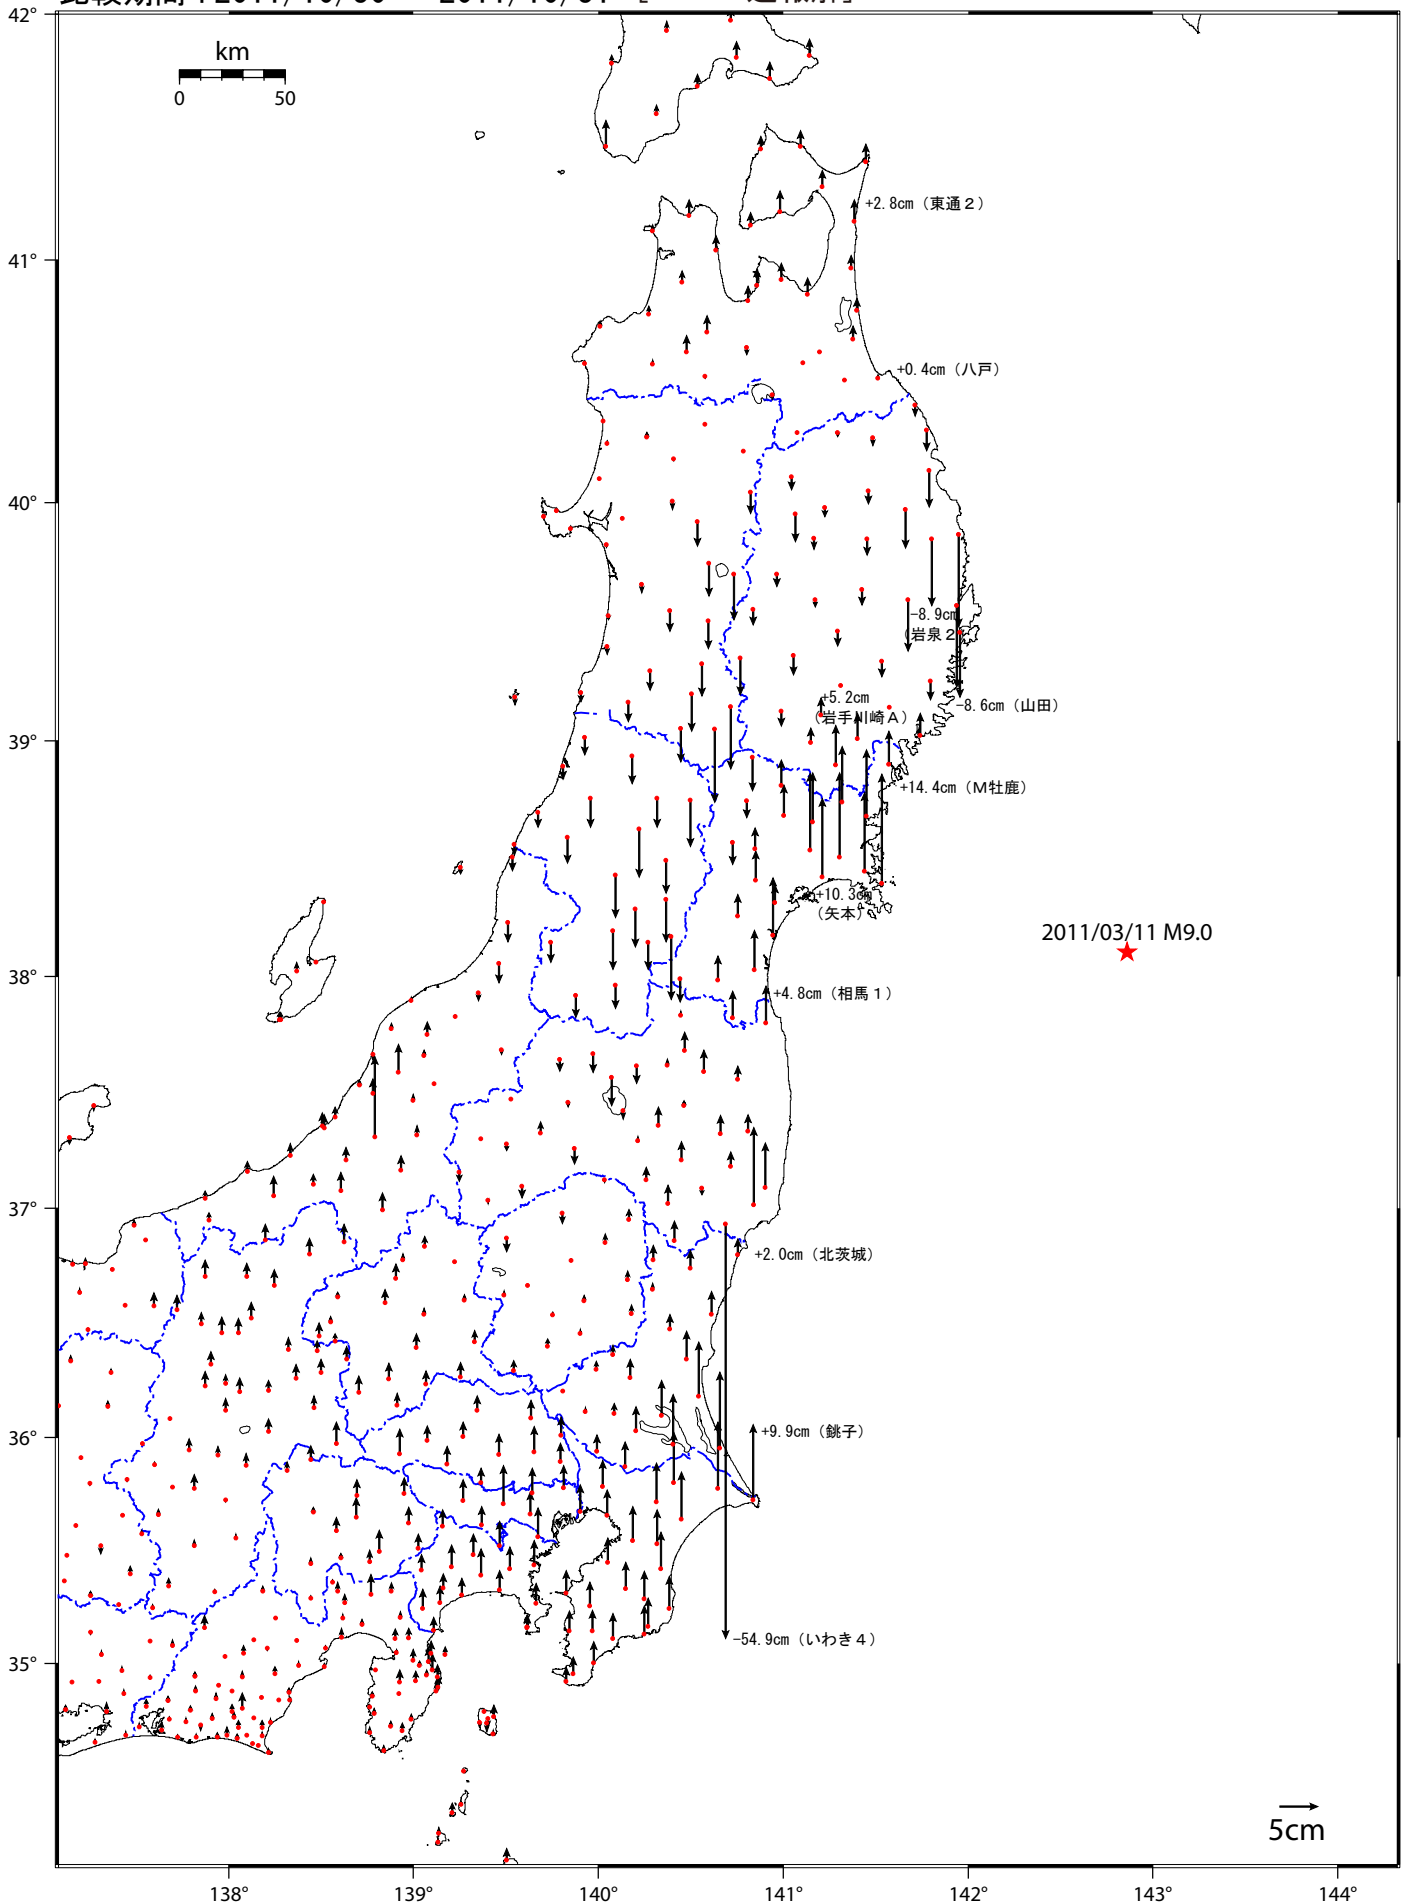 42°
km
0 50
+2.8cm（東通２）
41°
+0.4cm（八戸）
40°
-8.9cm
（岩泉２）
+5.2cm
（岩手川崎Ａ）
-8.6cm（山田）
39°
+14.4cm（Ｍ牡鹿）
+10.3cm
（矢本）
2011/03/11 M9.0
38°
+4.8cm（相馬１）
37°
+2.0cm（北茨城）
36°
+9.9cm（銚子）
-54.9cm（いわき４）
35°
5cm
138° 139° 140° 141° 142° 143° 144°